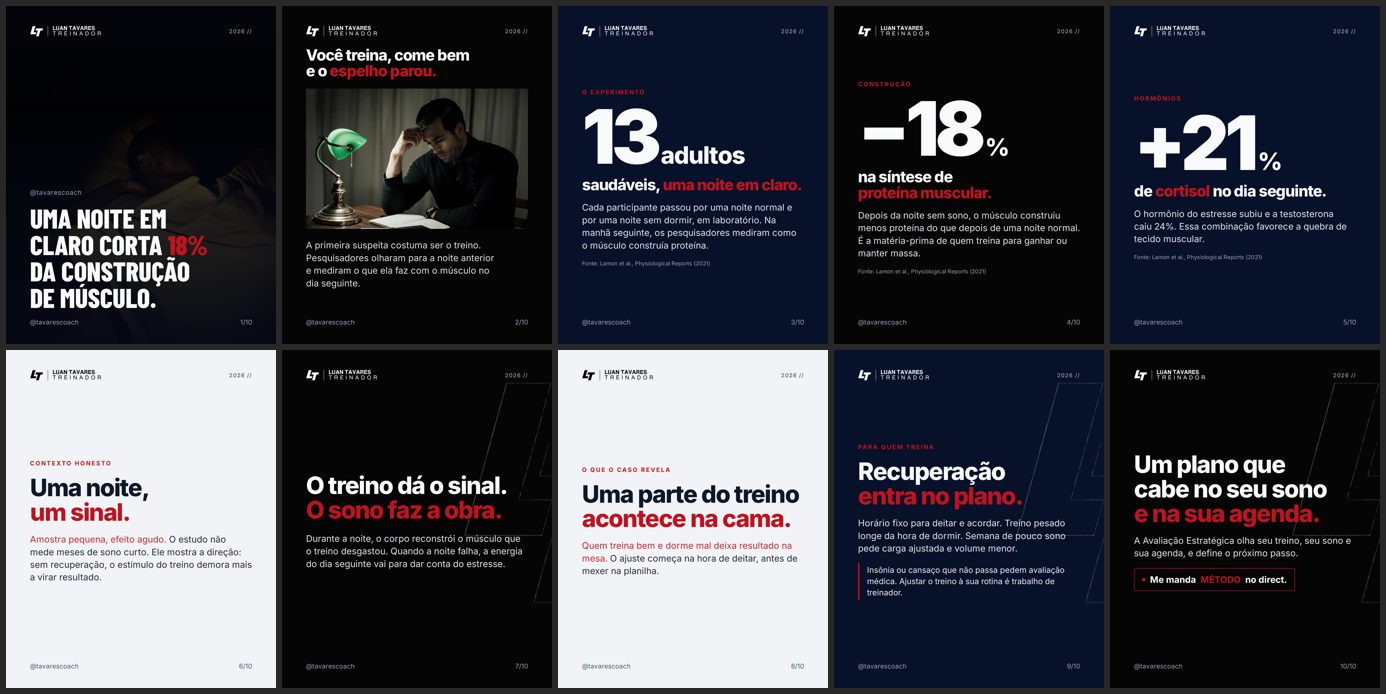 LT LUAN TAVARES
TREINADOR
2026 //
@tavarescoach
UMA NOITE EM
CLARO CORTA 18%
DA CONSTRUÇÃO
DE MÚSCULO.
@tavarescoach
1/10
LT LUAN TAVARES
TREINADOR
2026 //
Você treina, come bem
e o espelho parou.
A primeira suspeita costuma ser o treino.
Pesquisadores olharam para a noite anterior
e mediram o que ela faz com o músculo no
dia seguinte.
@tavarescoach
2/10
LT LUAN TAVARES
TREINADOR
2026 //
O EXPERIMENTO
13 adultos
saudáveis, uma noite em claro.
Cada participante passou por uma noite normal e
por uma noite sem dormir, em laboratório. Na
manhã seguinte, os pesquisadores mediram como
o músculo construía proteína.
Fonte: Lamon et al., Physiological Reports (2021)
@tavarescoach
3/10
LT LUAN TAVARES
TREINADOR
2026 //
CONSTRUÇÃO
−18%
na síntese de
proteína muscular.
Depois da noite sem sono, o músculo construiu
menos proteína do que depois de uma noite normal.
É a matéria-prima de quem treina para ganhar ou
manter massa.
Fonte: Lamon et al., Physiological Reports (2021)
@tavarescoach
4/10
LT LUAN TAVARES
TREINADOR
2026 //
HORMÔNIOS
+21%
de cortisol no dia seguinte.
O hormônio do estresse subiu e a testosterona
caiu 24%. Essa combinação favorece a quebra de
tecido muscular.
Fonte: Lamon et al., Physiological Reports (2021)
@tavarescoach
5/10
LT LUAN TAVARES
TREINADOR
2026 //
CONTEXTO HONESTO
Uma noite,
um sinal.
Amostra pequena, efeito agudo. O estudo não
mede meses de sono curto. Ele mostra a direção:
sem recuperação, o estímulo do treino demora mais
a virar resultado.
@tavarescoach
6/10
LT LUAN TAVARES
TREINADOR
2026 //
O treino dá o sinal.
O sono faz a obra.
Durante a noite, o corpo reconstrói o músculo que
o treino desgastou. Quando a noite falha, a energia
do dia seguinte vai para dar conta do estresse.
@tavarescoach
7/10
LT LUAN TAVARES
TREINADOR
2026 //
O QUE O CASO REVELA
Uma parte do treino
acontece na cama.
Quem treina bem e dorme mal deixa resultado na
mesa. O ajuste começa na hora de deitar, antes de
mexer na planilha.
@tavarescoach
8/10
LT LUAN TAVARES
TREINADOR
2026 //
PARA QUEM TREINA
Recuperação
entra no plano.
Horário fixo para deitar e acordar. Treino pesado
longe da hora de dormir. Semana de pouco sono
pede carga ajustada e volume menor.
Insônia ou cansaço que não passa pedem avaliação
médica. Ajustar o treino à sua rotina é trabalho de
treinador.
@tavarescoach
9/10
LT LUAN TAVARES
TREINADOR
2026 //
Um plano que
cabe no seu sono
e na sua agenda.
A Avaliação Estratégica olha seu treino, seu sono e
sua agenda, e define o próximo passo.
• Me manda MÉTODO no direct.
@tavarescoach
10/10